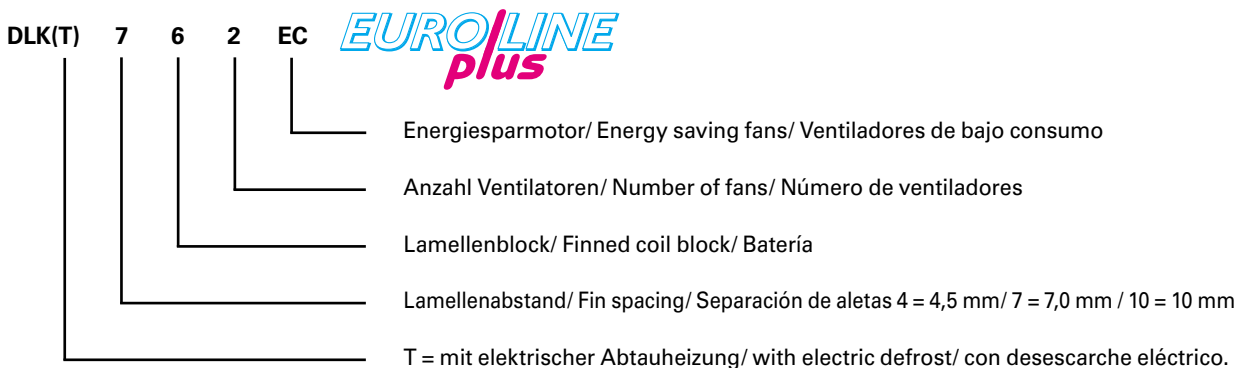 DLK(T) 7 6 2 EC EUROLINE
plus
Energiesparmotor/ Energy saving fans/ Ventiladores de bajo consumo
Anzahl Ventilatoren/ Number of fans/ Número de ventiladores
Lamellenblock/ Finned coil block/ Batería
Lamellenabstand/ Fin spacing/ Separación de aletas 4 = 4,5 mm/ 7 = 7,0 mm / 10 = 10 mm
T = mit elektrischer Abtauheizung/ with electric defrost/ con desescarche eléctrico.